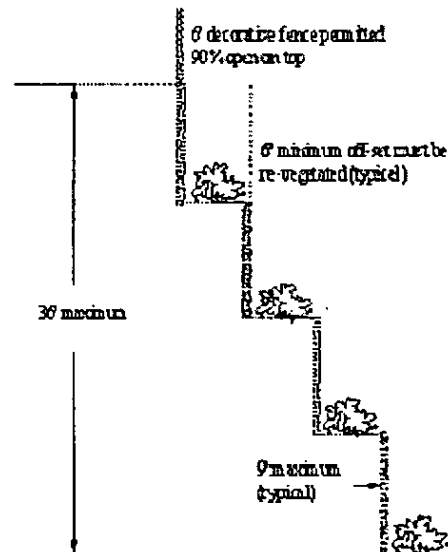 6' decorative fence permitted
90% open on top
6' minimum off-set must be
re-vegetated (typical)
36' maximum
9' maximum
(typical)